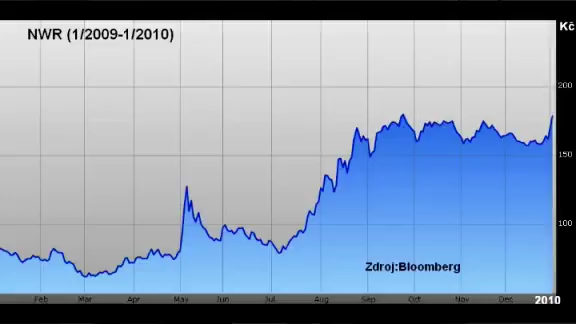 NWR (1/2009-1/2010)
Kč
200
150
100
Zdroj:Bloomberg
Feb Mar Apr May Jun Jul Aug Sep Oct Nov Dec 2010